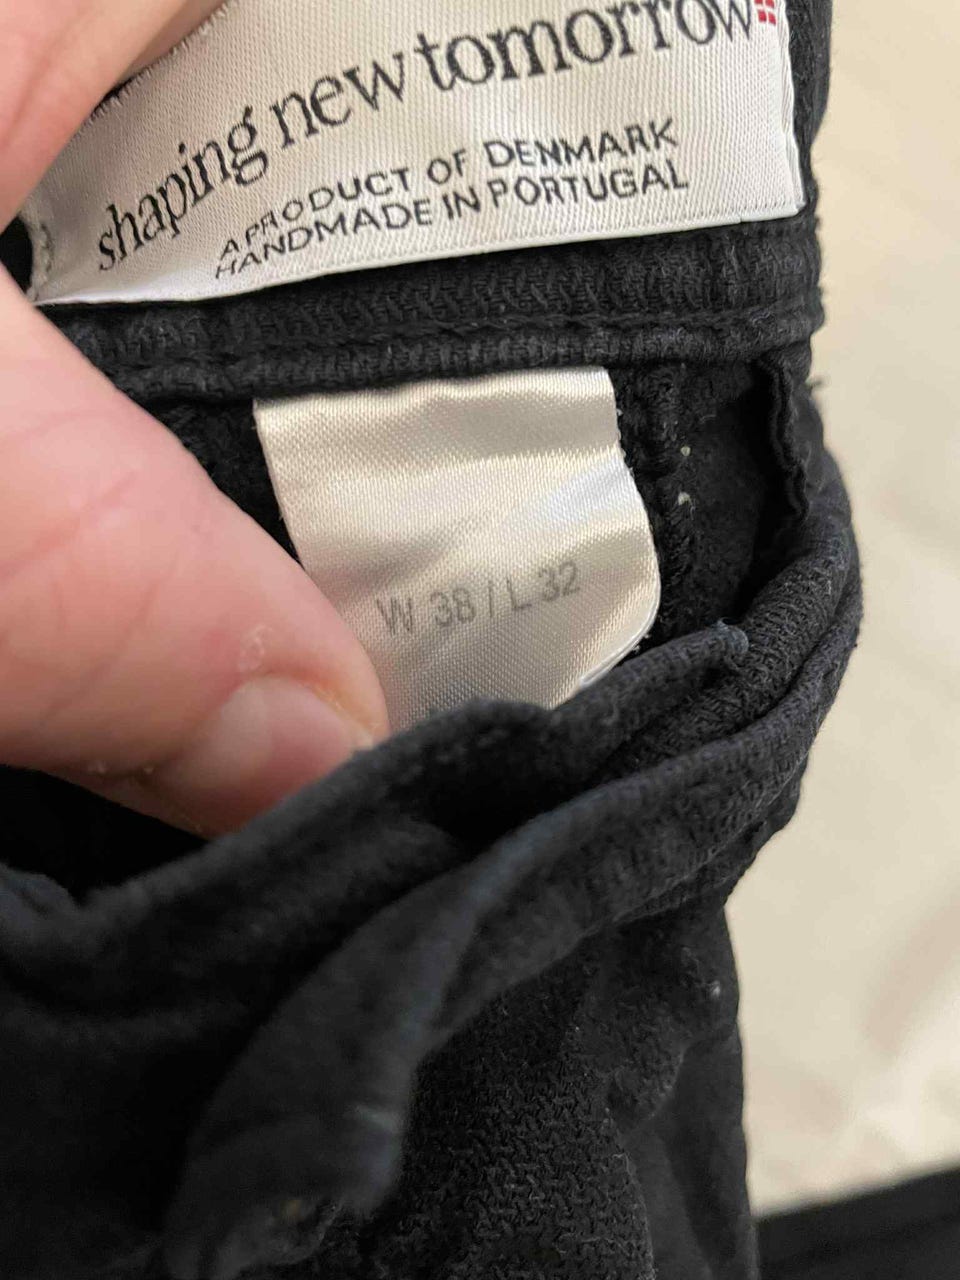 shaping new tomorrow
A PRODUCT OF DENMARK
HANDMADE IN PORTUGAL
W 38 / L 32